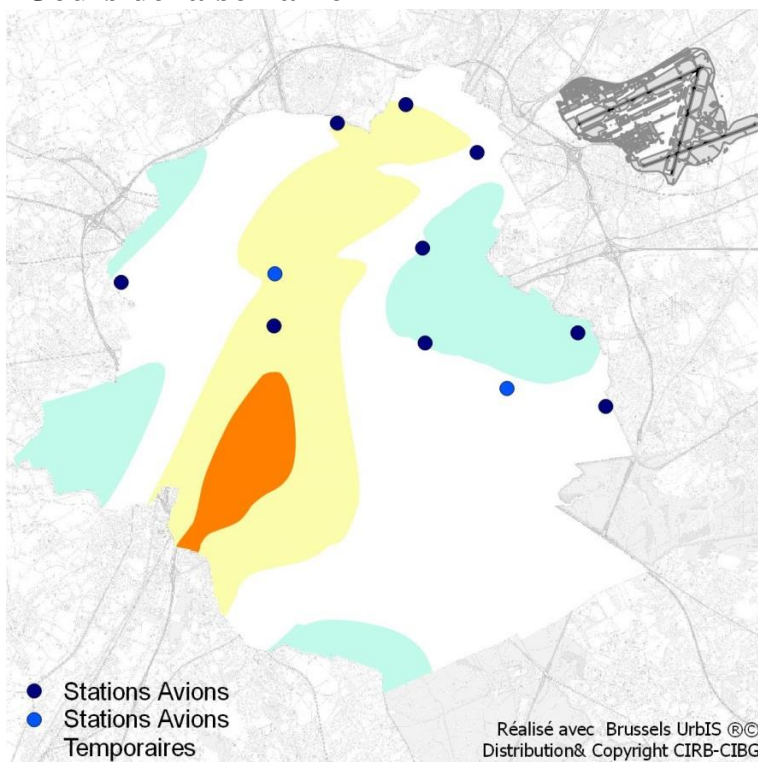 Stations Avions
Stations Avions
Temporaires
Réalisé avec Brussels UrbIS ®©
Distribution& Copyright CIRB-CIBG